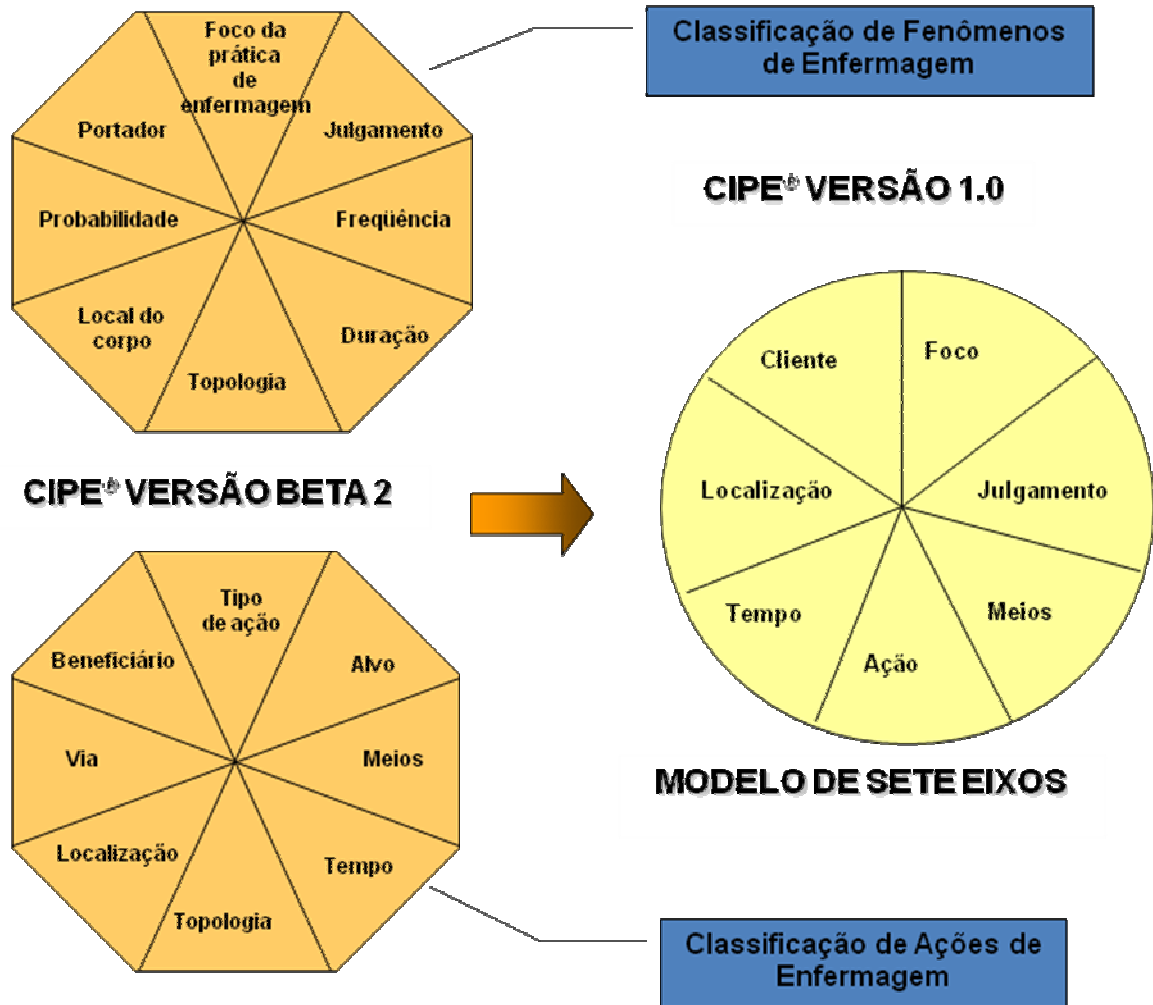 Foco da
prática
de
enfermagem
Julgamento
Freqüência
Duração
Topologia
Local do
corpo
Probabilidade
Portador
Classificação de Fenômenos
de Enfermagem
CIPE® VERSÃO BETA 2
Tipo
de ação
Alvo
Meios
Tempo
Topologia
Localização
Via
Beneficiário
Classificação de Ações de
Enfermagem
CIPE® VERSÃO 1.0
Foco
Julgamento
Meios
Ação
Tempo
Localização
Cliente
MODELO DE SETE EIXOS